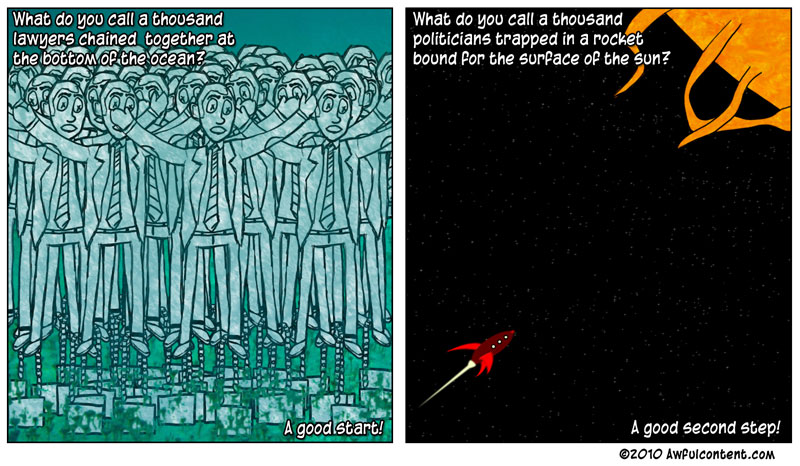 What do you call a thousand
lawyers chained together at
the bottom of the ocean?
A good start!
What do you call a thousand
politicians trapped in a rocket
bound for the surface of the sun?
A good second step!
©2010 Awfulcontent.com